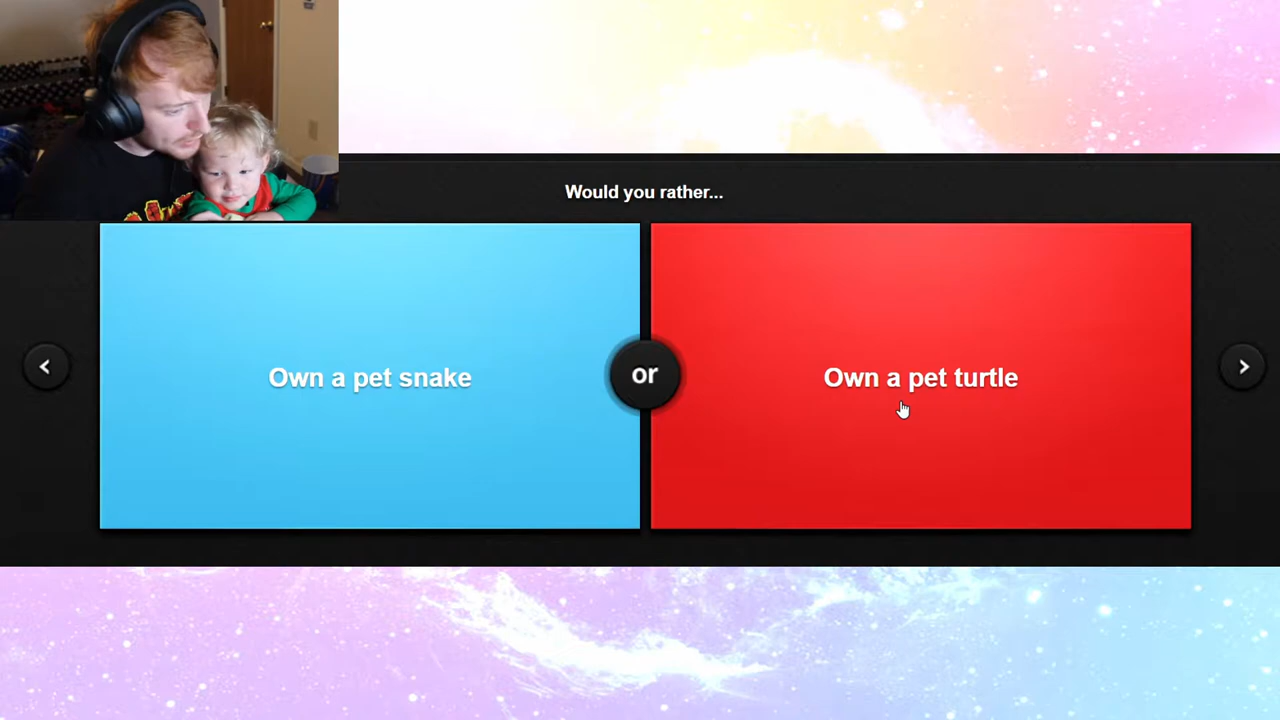 Would you rather...
Own a pet snake
or
Own a pet turtle